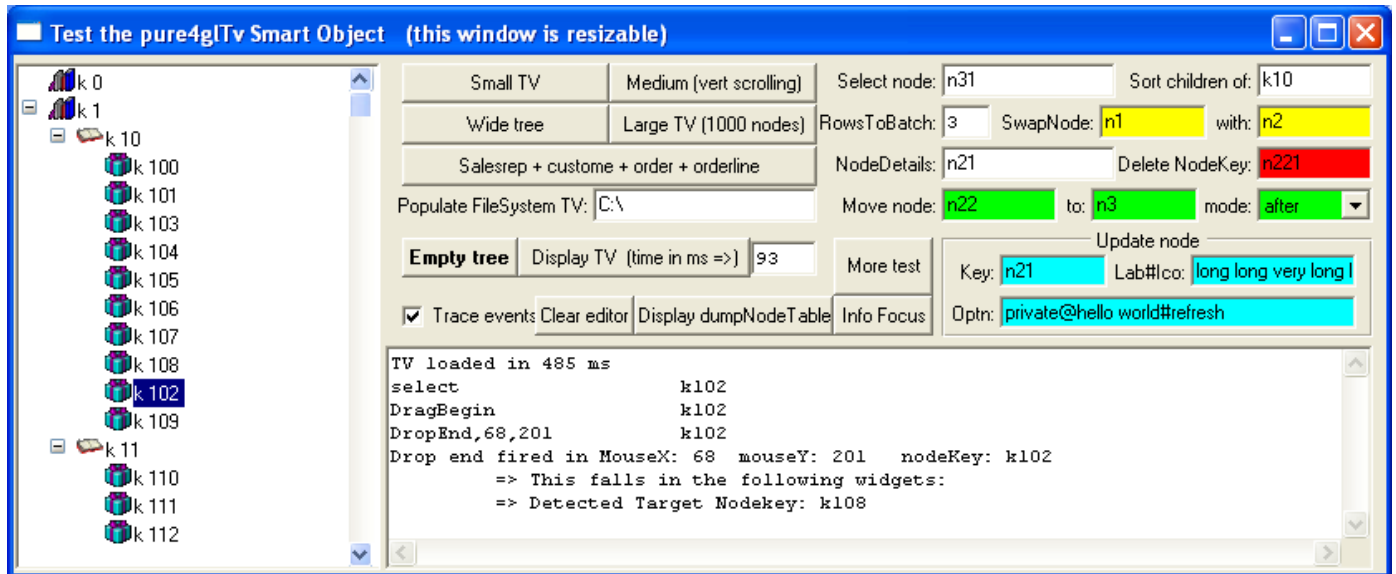 Test the pure4glTv Smart Object (this window is resizable)
k 0
k 1
k 10
k 100
k 101
k 103
k 104
k 105
k 106
k 107
k 108
k 102
k 109
k 11
k 110
k 111
k 112
Small TV Medium (vert scrolling) Select node: n31 Sort children of: k10
Wide tree Large TV (1000 nodes) RowsToBatch: 3 SwapNode: n1 with: n2
Salesrep + custome + order + orderline NodeDetails: n21 Delete NodeKey: n221
Populate FileSystem TV: C:\ Move node: n22 to: n3 mode: after
Empty tree Display TV (time in ms =>) 93 More test
Update node
Key: n21 Lab#Ico: long long very long l
Trace events Clear editor Display dumpNodeTable Info Focus Optn: private@hello world#refresh
TV loaded in 485 ms
select k102
DragBegin k102
DropEnd,68,201 k102
Drop end fired in MouseX: 68 mouseY: 201 nodeKey: k102
=> This falls in the following widgets:
=> Detected Target Nodekey: k108